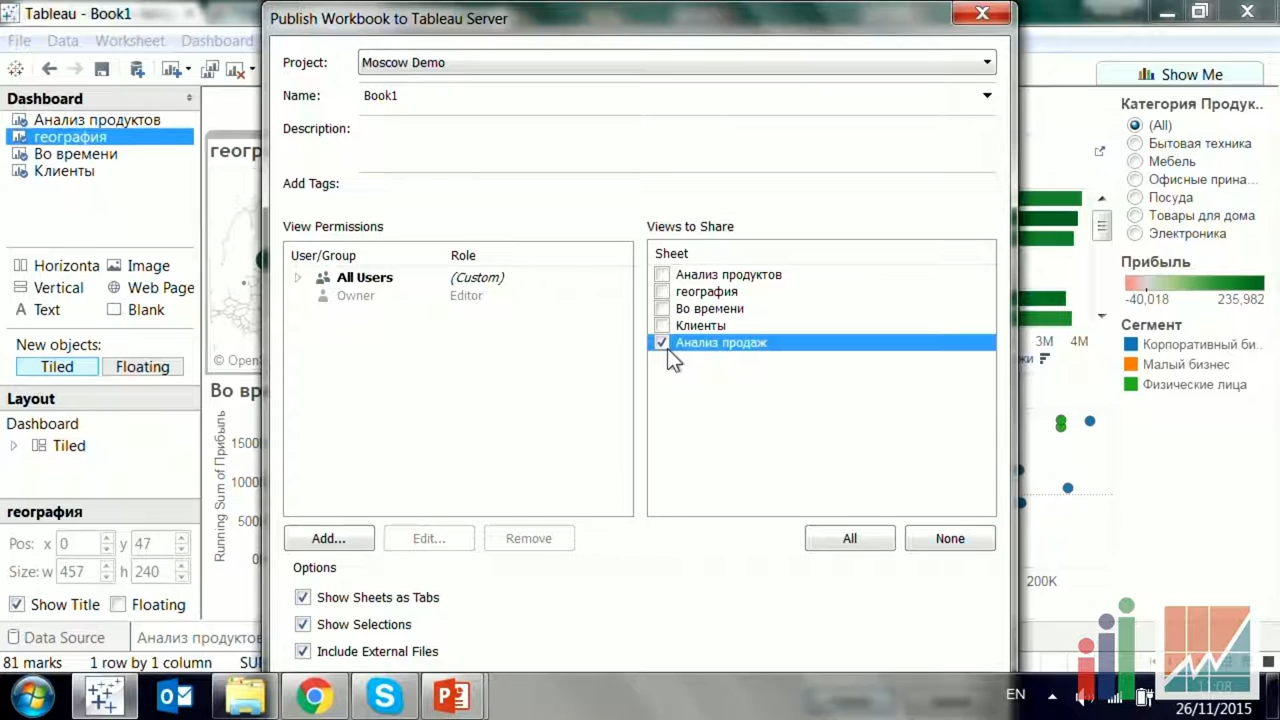 Tableau - Book1
File Data Worksheet Dashboard
Dashboard
Анализ продуктов
география
Во времени
Клиенты
Horizonta Image
Vertical Web Page
Text Blank
New objects:
Tiled Floating
Layout
Dashboard
Tiled
география
Pos: x 0 y 47
Size: w 457 h 240
Show Title Floating
Data Source Анализ продуктов
81 marks 1 row by 1 column
геогр
© OpenS
Во вр
Running Sum of Прибыль
1500
1000
500
0
Publish Workbook to Tableau Server
Project: Moscow Demo
Name: Book1
Description:
Add Tags:
View Permissions
User/Group Role
All Users (Custom)
Owner Editor
Add... Edit... Remove
Views to Share
Sheet
Анализ продуктов
география
Во времени
Клиенты
Анализ продаж
All None
Options
Show Sheets as Tabs
Show Selections
Include External Files
Show Me
Категория Продук..
(All)
Бытовая техника
Мебель
Офисные прина...
Посуда
Товары для дома
Электроника
Прибыль
-40,018 235,982
Сегмент
Корпоративный би..
Малый бизнес
Физические лица
3M 4M
200K
EN
11:08
26/11/2015